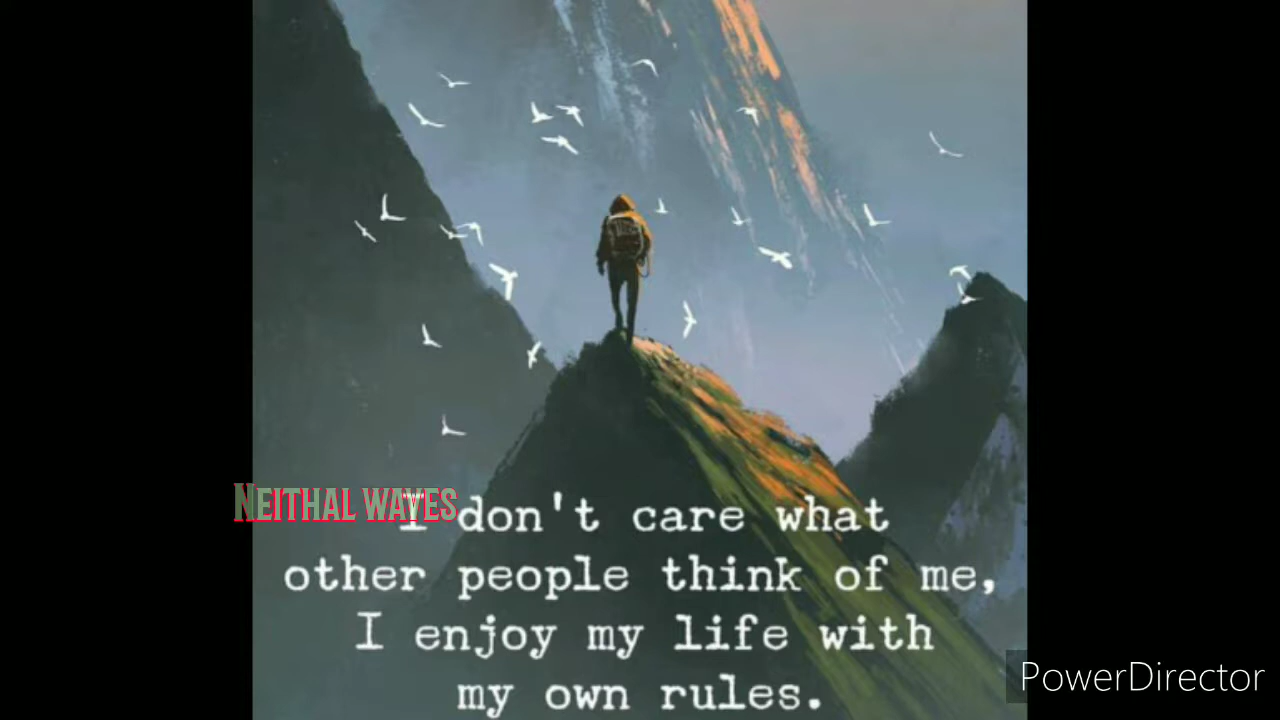 NEITHAL WAVES
I don't care what
other people think of me,
I enjoy my life with
my own rules.
PowerDirector